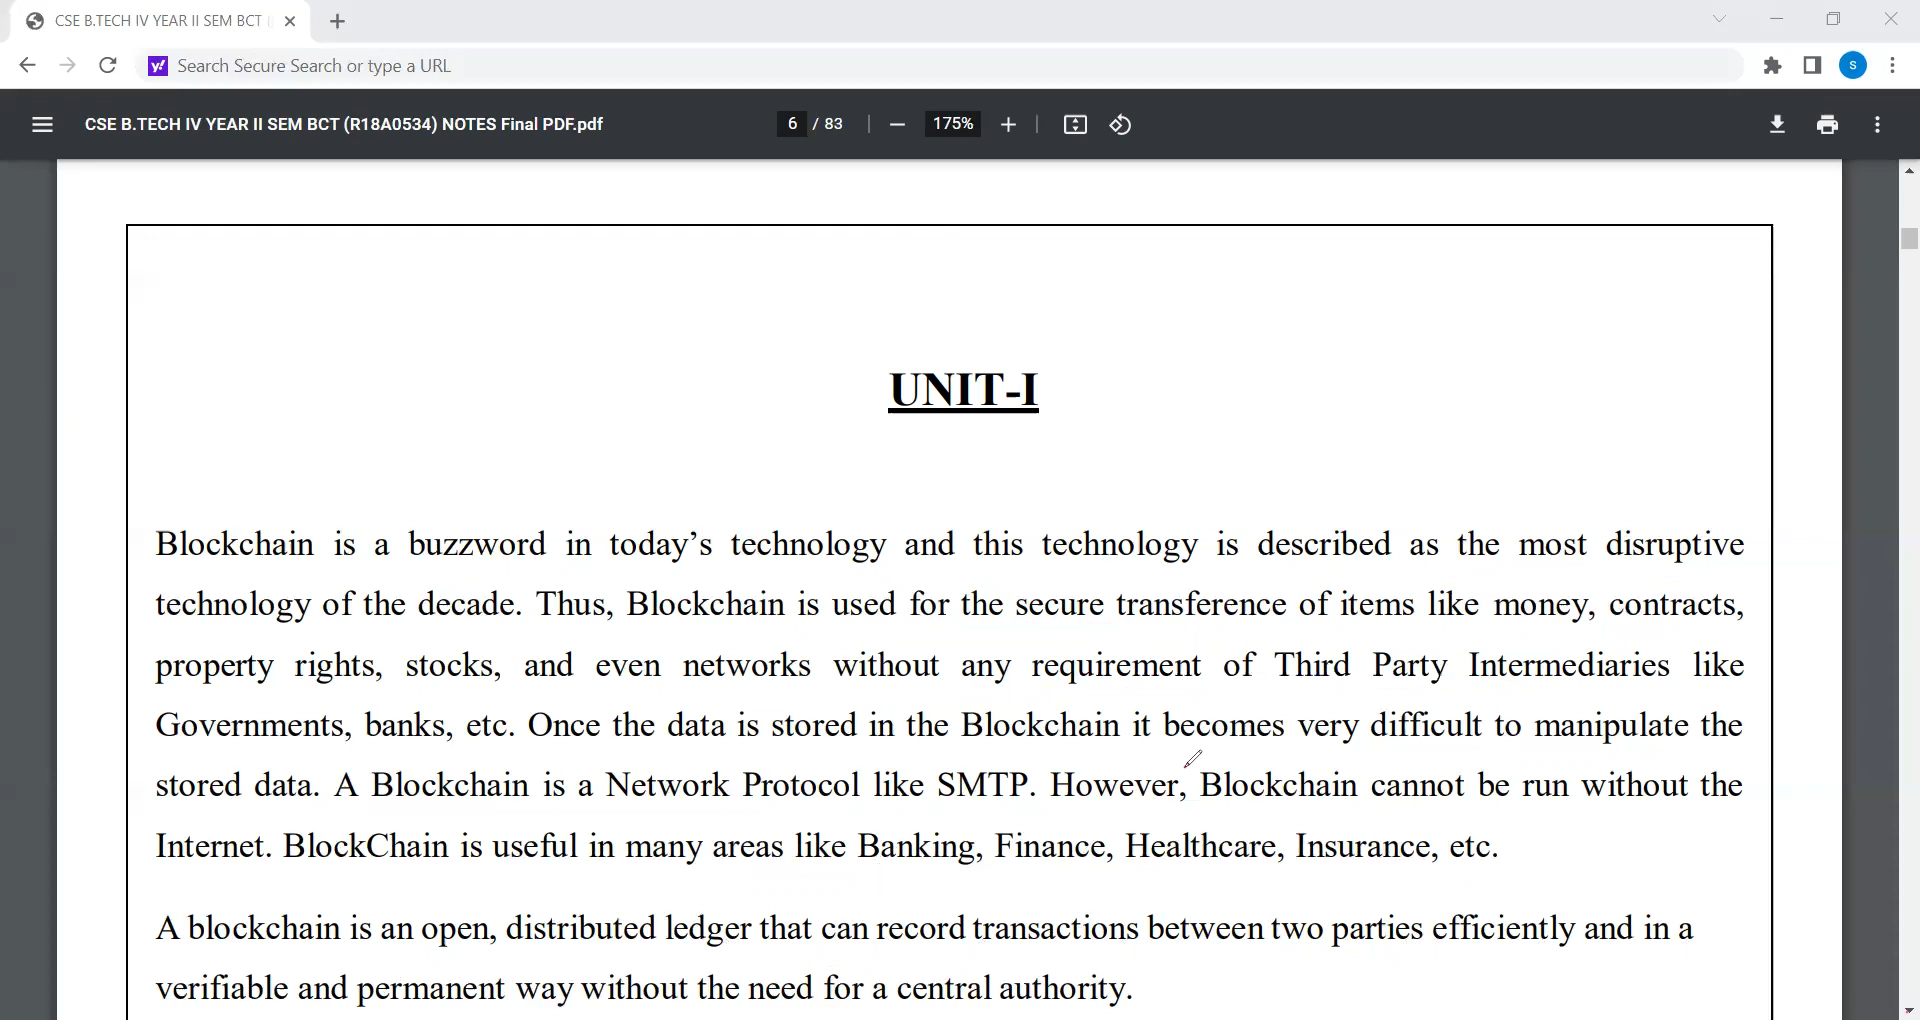 CSE B.TECH IV YEAR II SEM BCT
Search Secure Search or type a URL
S
CSE B.TECH IV YEAR II SEM BCT (R18A0534) NOTES Final PDF.pdf
6 / 83
175%
UNIT-I
Blockchain is a buzzword in today’s technology and this technology is described as the most disruptive
technology of the decade. Thus, Blockchain is used for the secure transference of items like money, contracts,
property rights, stocks, and even networks without any requirement of Third Party Intermediaries like
Governments, banks, etc. Once the data is stored in the Blockchain it becomes very difficult to manipulate the
stored data. A Blockchain is a Network Protocol like SMTP. However, Blockchain cannot be run without the
Internet. BlockChain is useful in many areas like Banking, Finance, Healthcare, Insurance, etc.
A blockchain is an open, distributed ledger that can record transactions between two parties efficiently and in a
verifiable and permanent way without the need for a central authority.